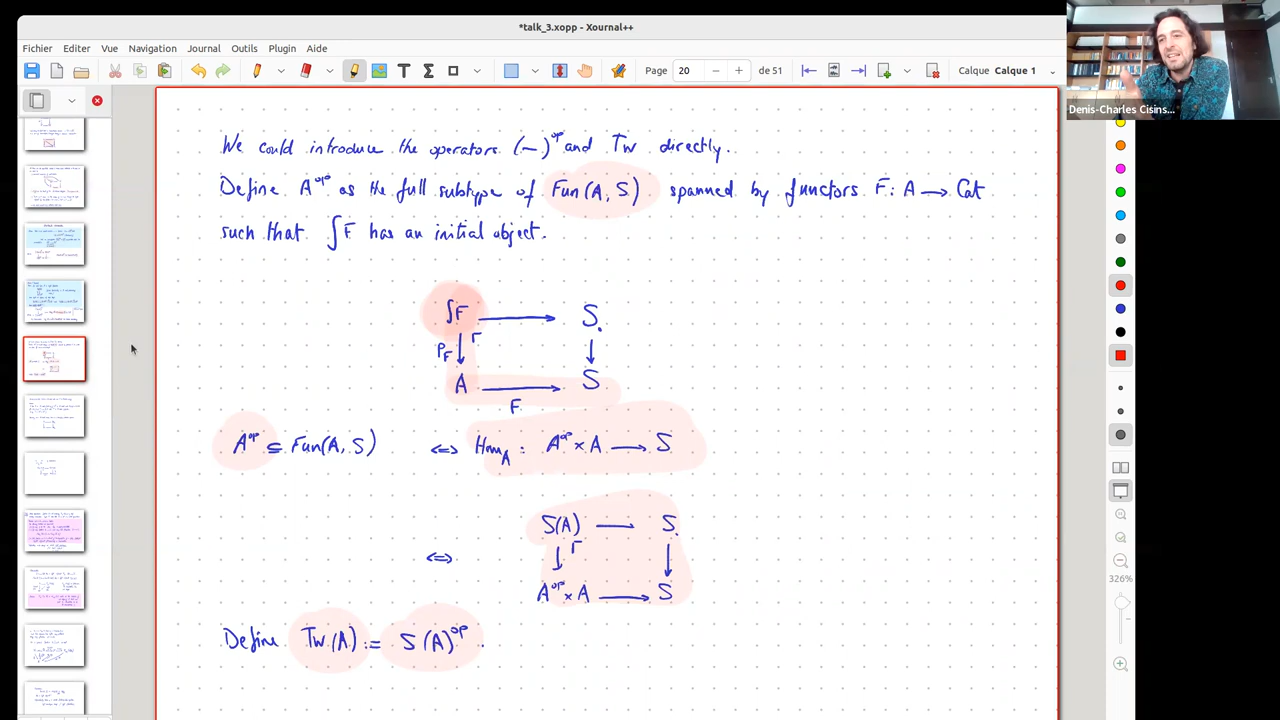 *talk_3.xopp - Xournal++
Fichier Editer Vue Navigation Journal Outils Plugin Aide
Page 20 de 51 Calque Calque 1
Denis-Charles Cisins...
We could introduce the operators (—)^op and Tw directly.
Define A^op as the full subtype of Fun(A, S) spanned by functors F: A → Cat
such that ∫F has an initial object.
∫F → S.
P_F ↓ ↓
A → S
F
A^op ⊆ Fun(A, S) ⇔ Hom_A : A^op × A → S
S(A) → S.
⇔ ↓ ↓
A^op × A → S
Define Tw(A) := S(A)^op.
326%